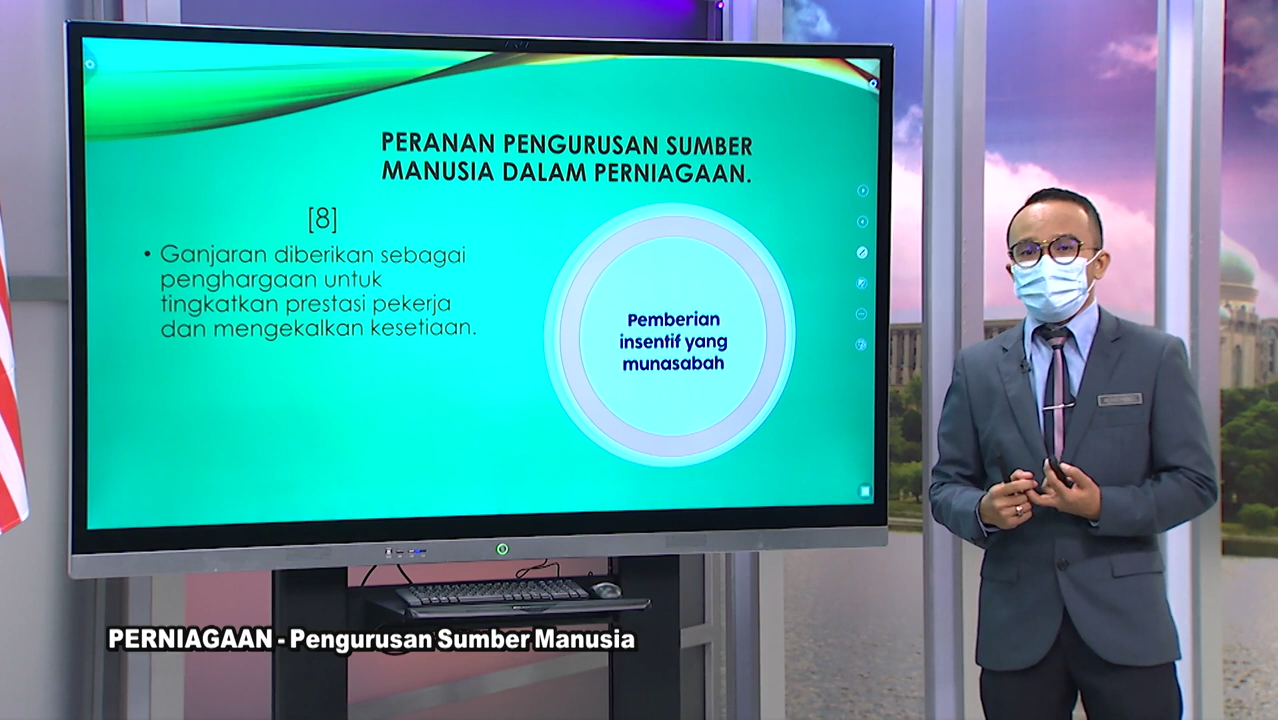 PERANAN PENGURUSAN SUMBER
MANUSIA DALAM PERNIAGAAN.
[8]
• Ganjaran diberikan sebagai
penghargaan untuk
tingkatkan prestasi pekerja
dan mengekalkan kesetiaan.
Pemberian
insentif yang
munasabah
PERNIAGAAN - Pengurusan Sumber Manusia